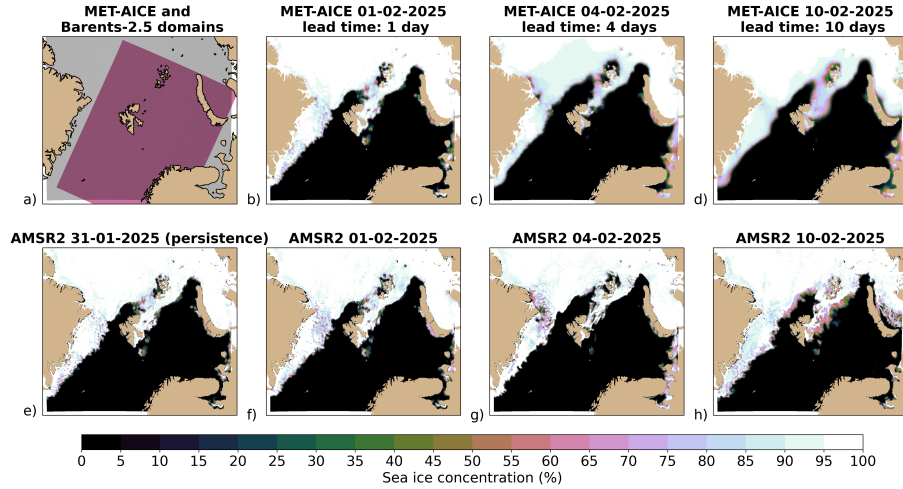 MET-AICE and
Barents-2.5 domains
MET-AICE 01-02-2025
lead time: 1 day
MET-AICE 04-02-2025
lead time: 4 days
MET-AICE 10-02-2025
lead time: 10 days
a)
b)
c)
d)
AMSR2 31-01-2025 (persistence)
AMSR2 01-02-2025
AMSR2 04-02-2025
AMSR2 10-02-2025
e)
f)
g)
h)
0 5 10 15 20 25 30 35 40 45 50 55 60 65 70 75 80 85 90 95 100
Sea ice concentration (%)